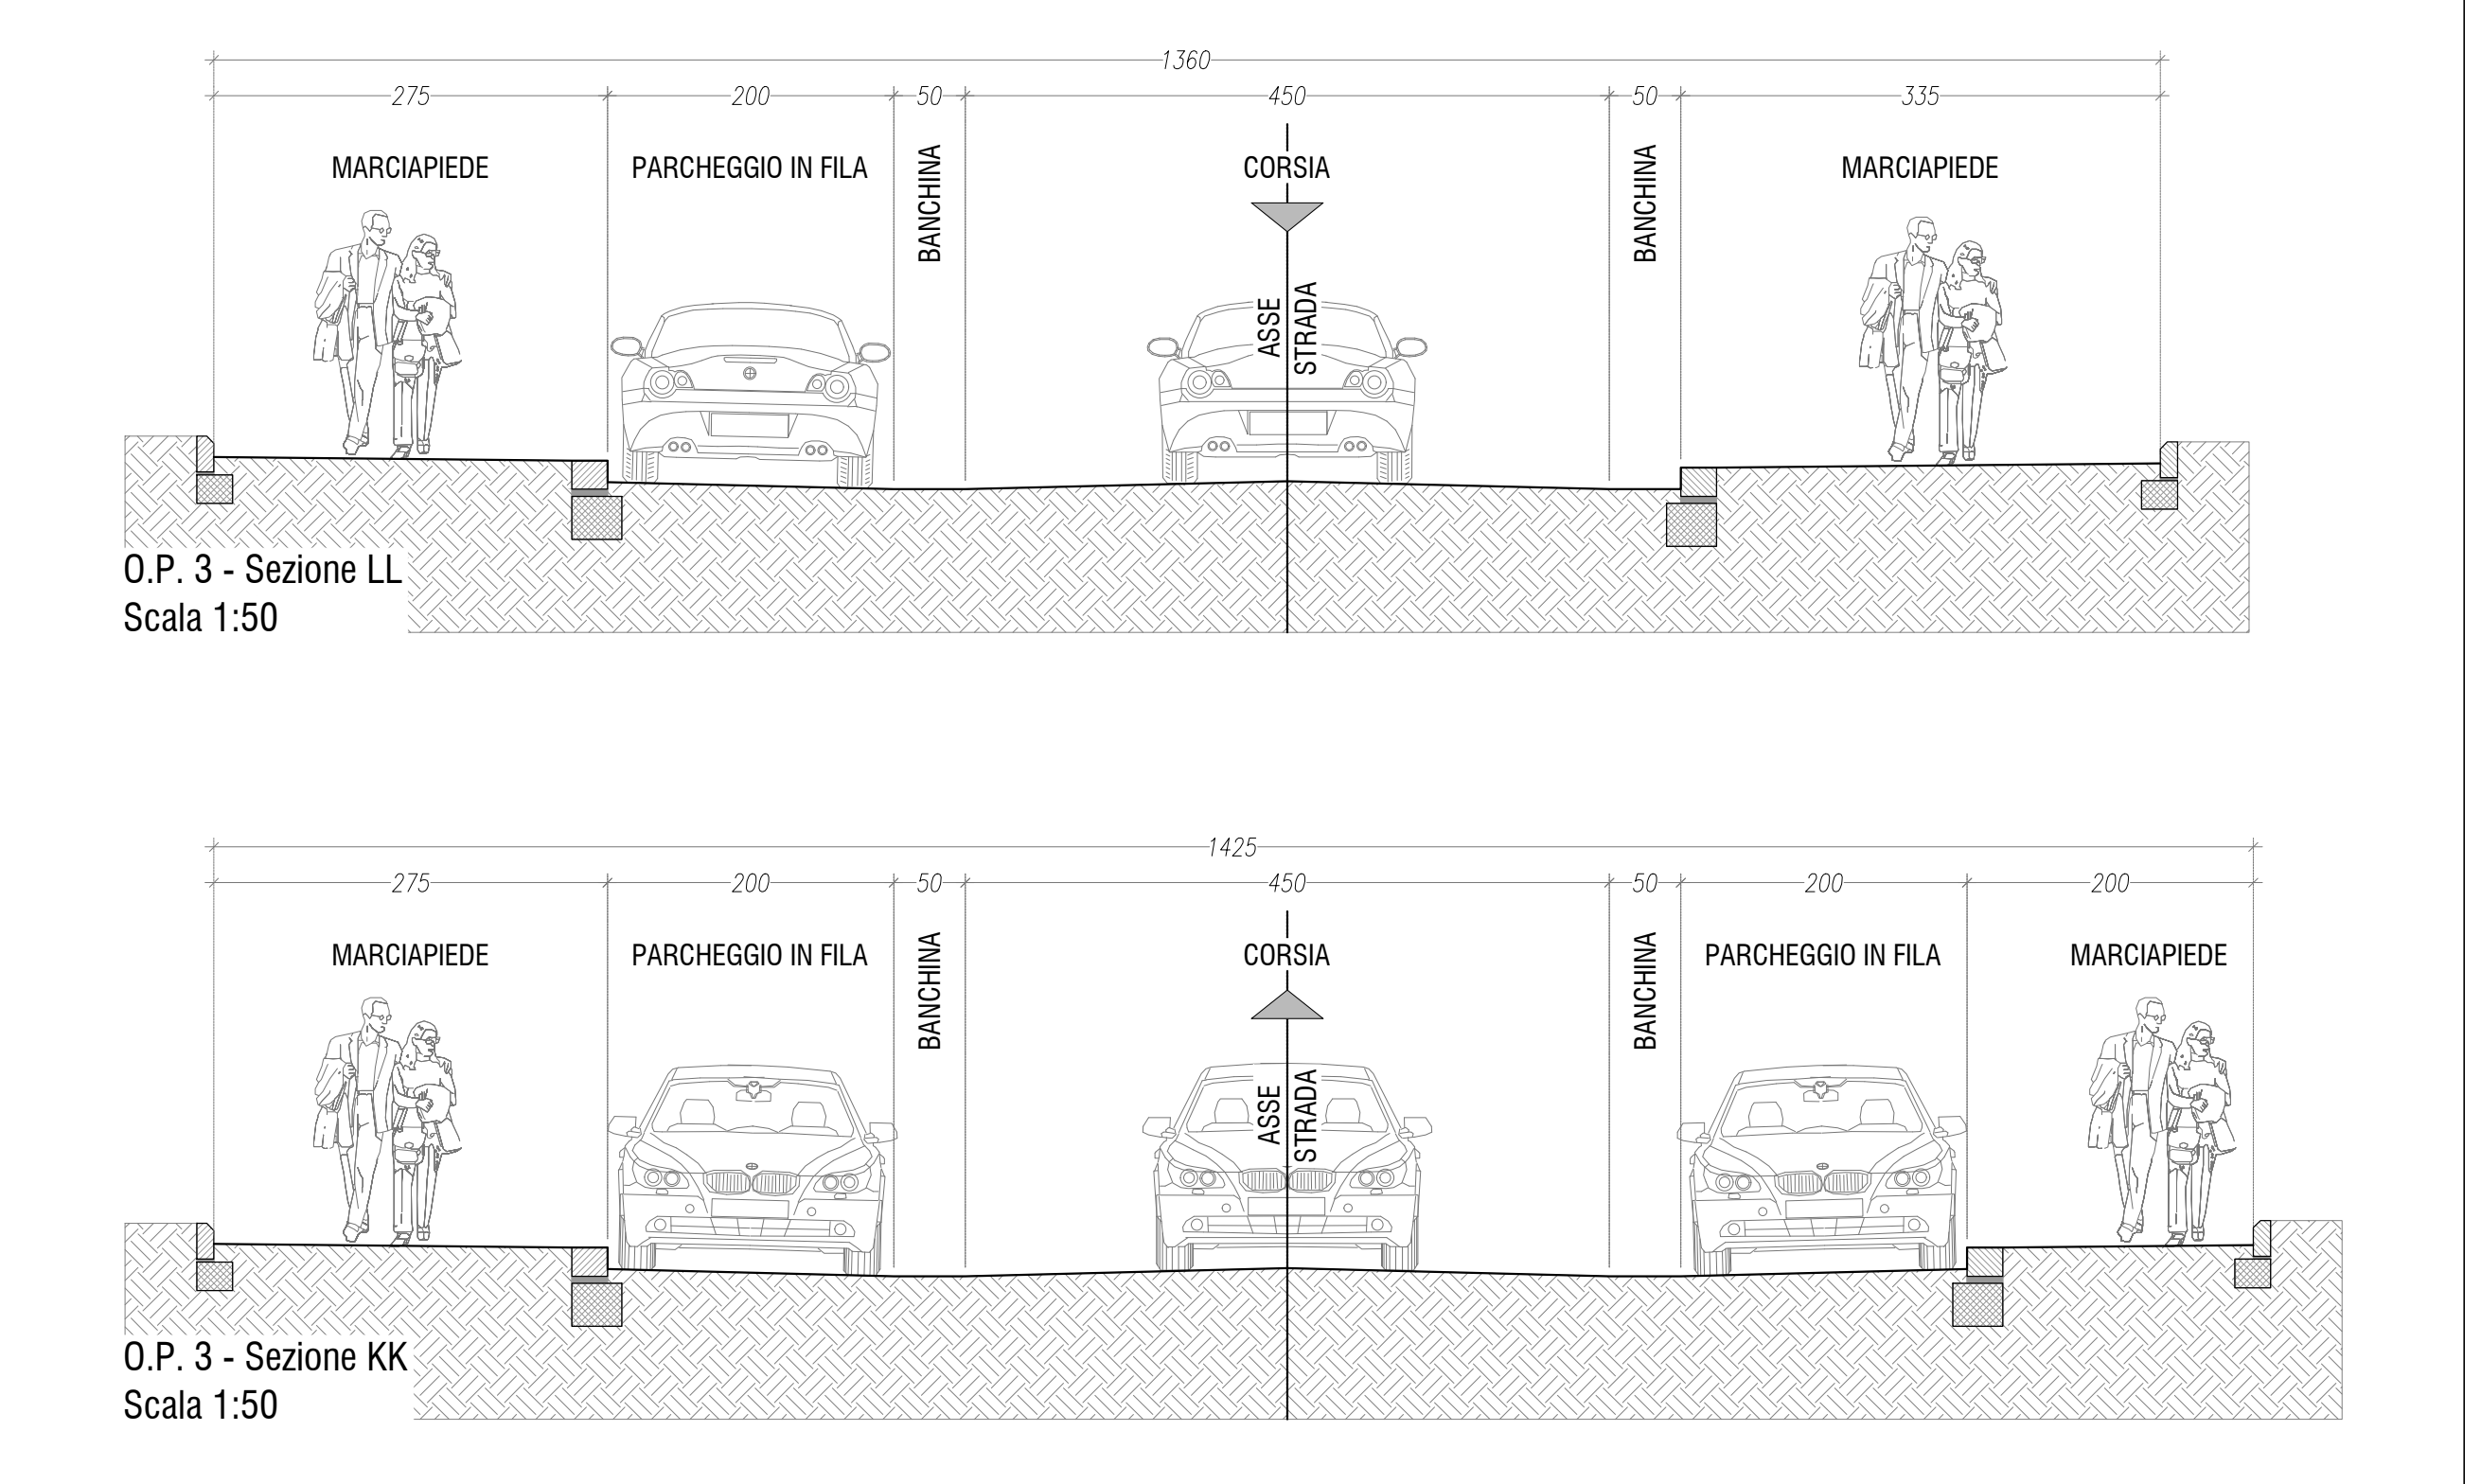 1360
275 200 50 450 50 335
MARCIAPIEDE PARCHEGGIO IN FILA BANCHINA CORSIA BANCHINA MARCIAPIEDE
ASSE
STRADA
O.P. 3 - Sezione LL
Scala 1:50
1425
275 200 50 450 50 200 200
MARCIAPIEDE PARCHEGGIO IN FILA BANCHINA CORSIA BANCHINA PARCHEGGIO IN FILA MARCIAPIEDE
ASSE
STRADA
O.P. 3 - Sezione KK
Scala 1:50